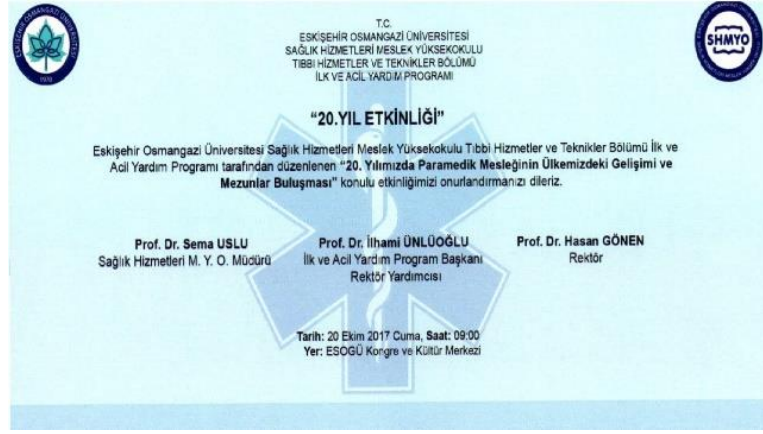 T.C.
ESKİŞEHİR OSMANGAZİ ÜNİVERSİTESİ
SAĞLIK HİZMETLERİ MESLEK YÜKSEKOKULU
TIBBİ HİZMETLER VE TEKNİKLER BÖLÜMÜ
İLK VE ACİL YARDIM PROGRAMI
SHMYO
1970
“20.YIL ETKİNLİĞİ”
Eskişehir Osmangazi Üniversitesi Sağlık Hizmetleri Meslek Yüksekokulu Tıbbi Hizmetler ve Teknikler Bölümü İlk ve
Acil Yardım Programı tarafından düzenlenen “20. Yılımızda Paramedik Mesleğinin Ülkemizdeki Gelişimi ve
Mezunlar Buluşması” konulu etkinliğimizi onurlandırmanızı dileriz.
Prof. Dr. Sema USLU
Sağlık Hizmetleri M. Y. O. Müdürü
Prof. Dr. İlhami ÜNLÜOĞLU
İlk ve Acil Yardım Program Başkanı
Rektör Yardımcısı
Prof. Dr. Hasan GÖNEN
Rektör
Tarih: 20 Ekim 2017 Cuma, Saat: 09:00
Yer: ESOGÜ Kongre ve Kültür Merkezi